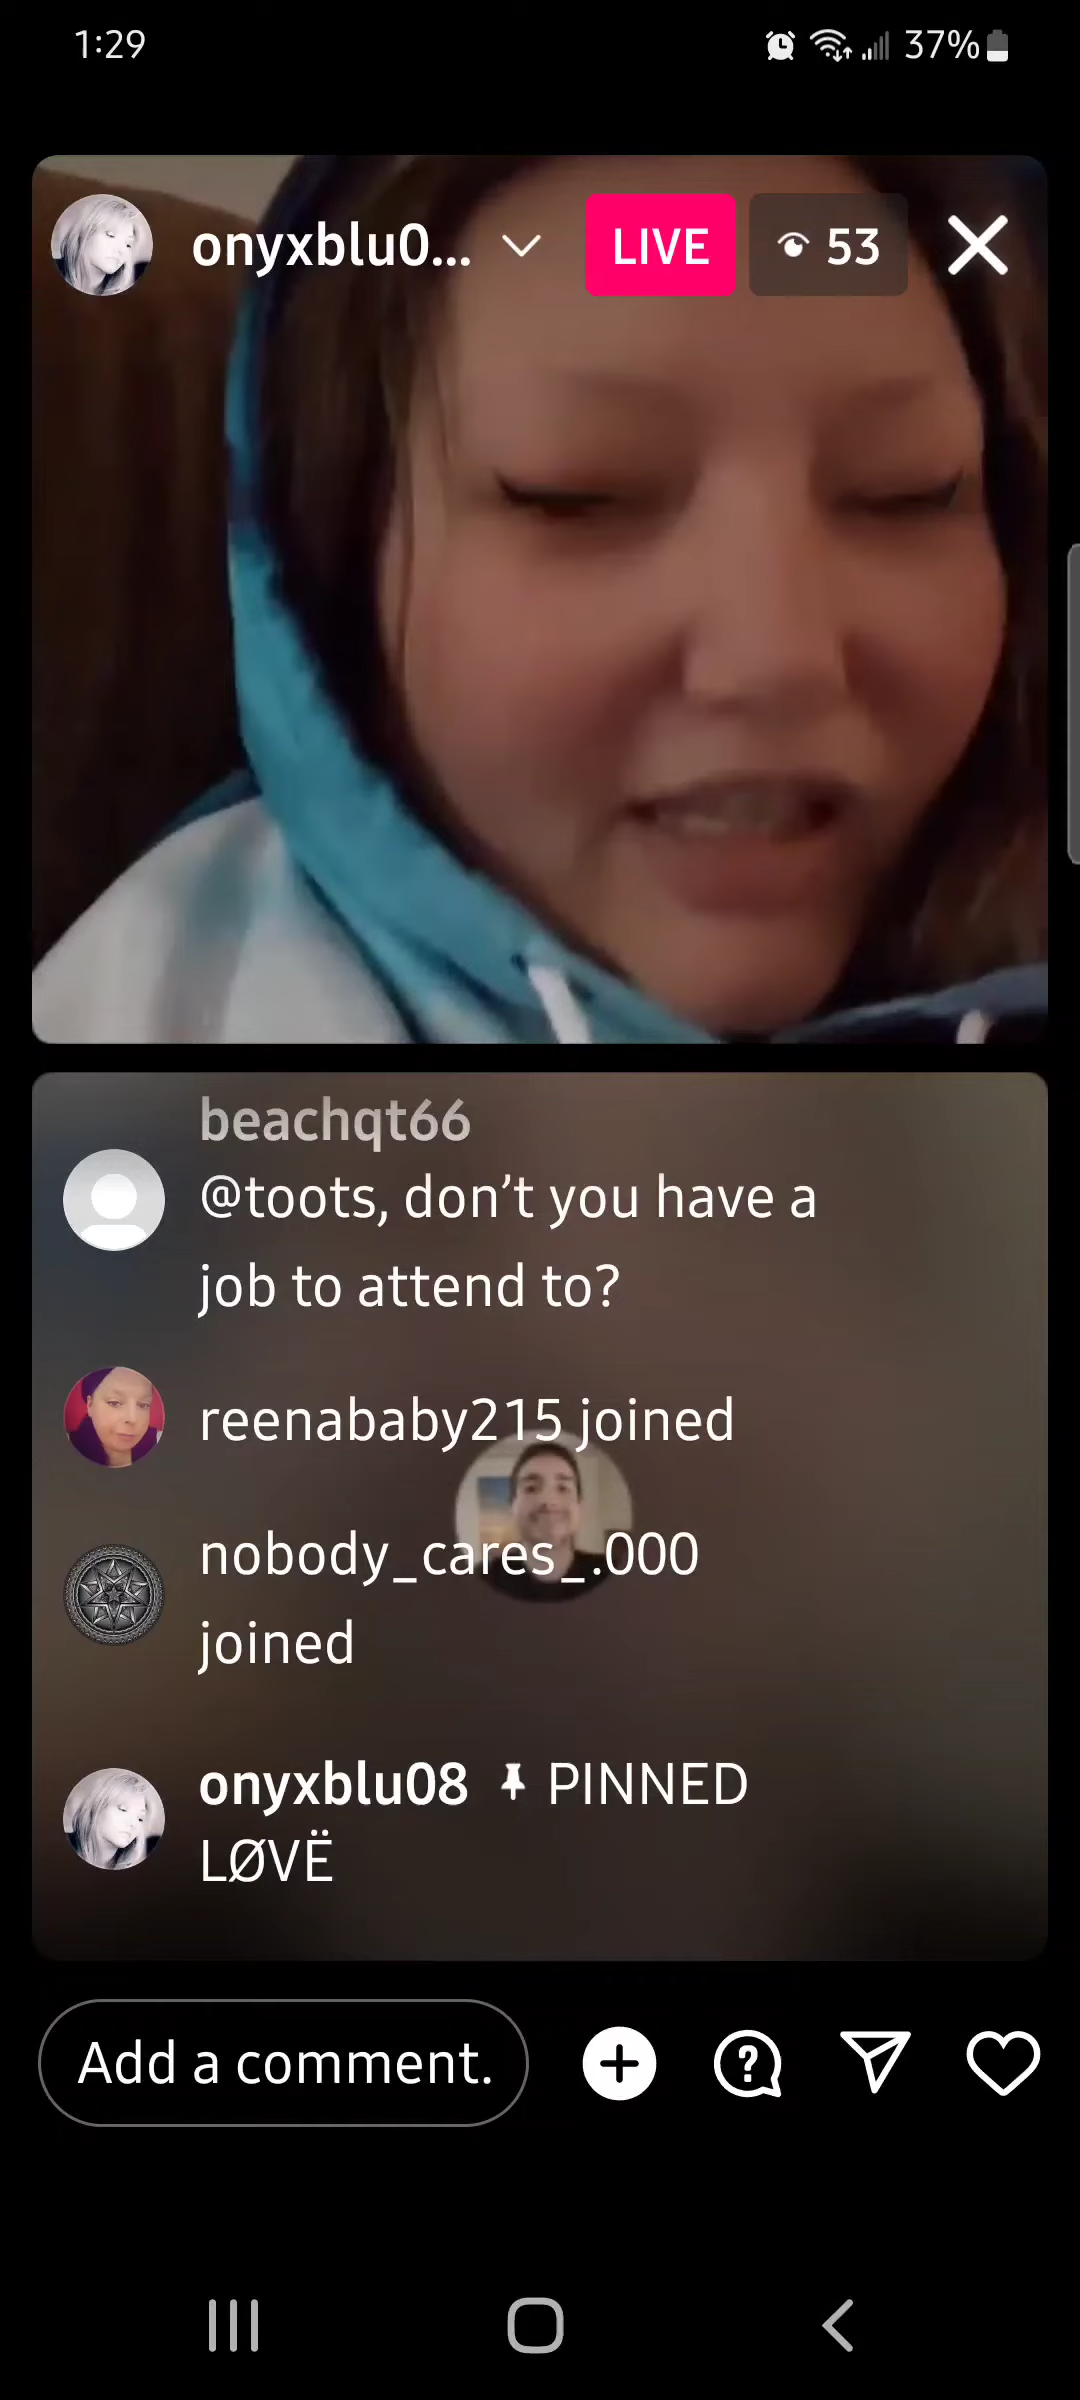 1:29
37%
onyxblu0...
LIVE
53
beachqt66
@toots, don’t you have a
job to attend to?
reenababy215 joined
nobody_cares_.000
joined
onyxblu08 PINNED
LØVË
Add a comment.